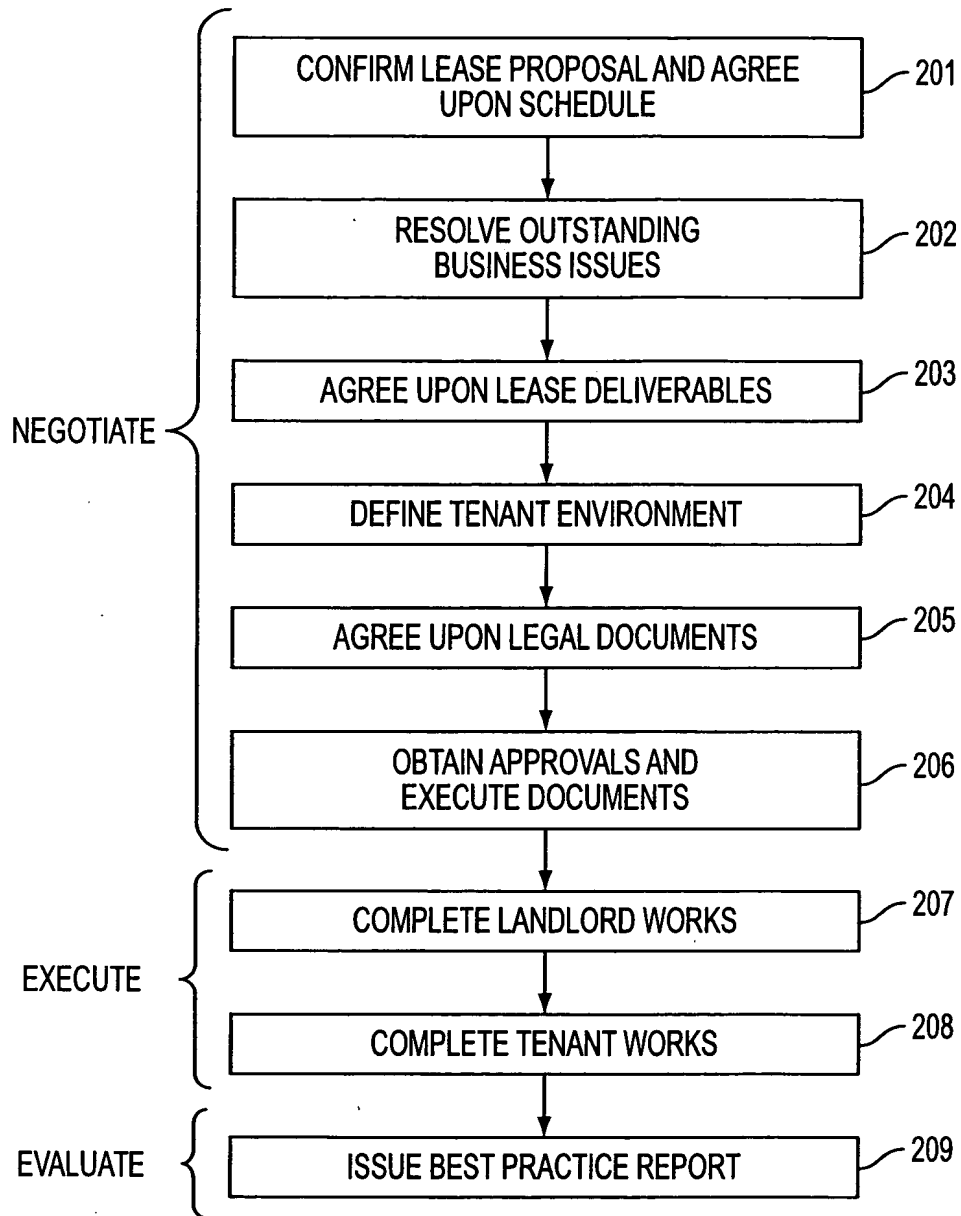 CONFIRM LEASE PROPOSAL AND AGREE
UPON SCHEDULE
201
RESOLVE OUTSTANDING
BUSINESS ISSUES
202
AGREE UPON LEASE DELIVERABLES
203
NEGOTIATE
DEFINE TENANT ENVIRONMENT
204
AGREE UPON LEGAL DOCUMENTS
205
OBTAIN APPROVALS AND
EXECUTE DOCUMENTS
206
COMPLETE LANDLORD WORKS
207
EXECUTE
COMPLETE TENANT WORKS
208
EVALUATE
ISSUE BEST PRACTICE REPORT
209